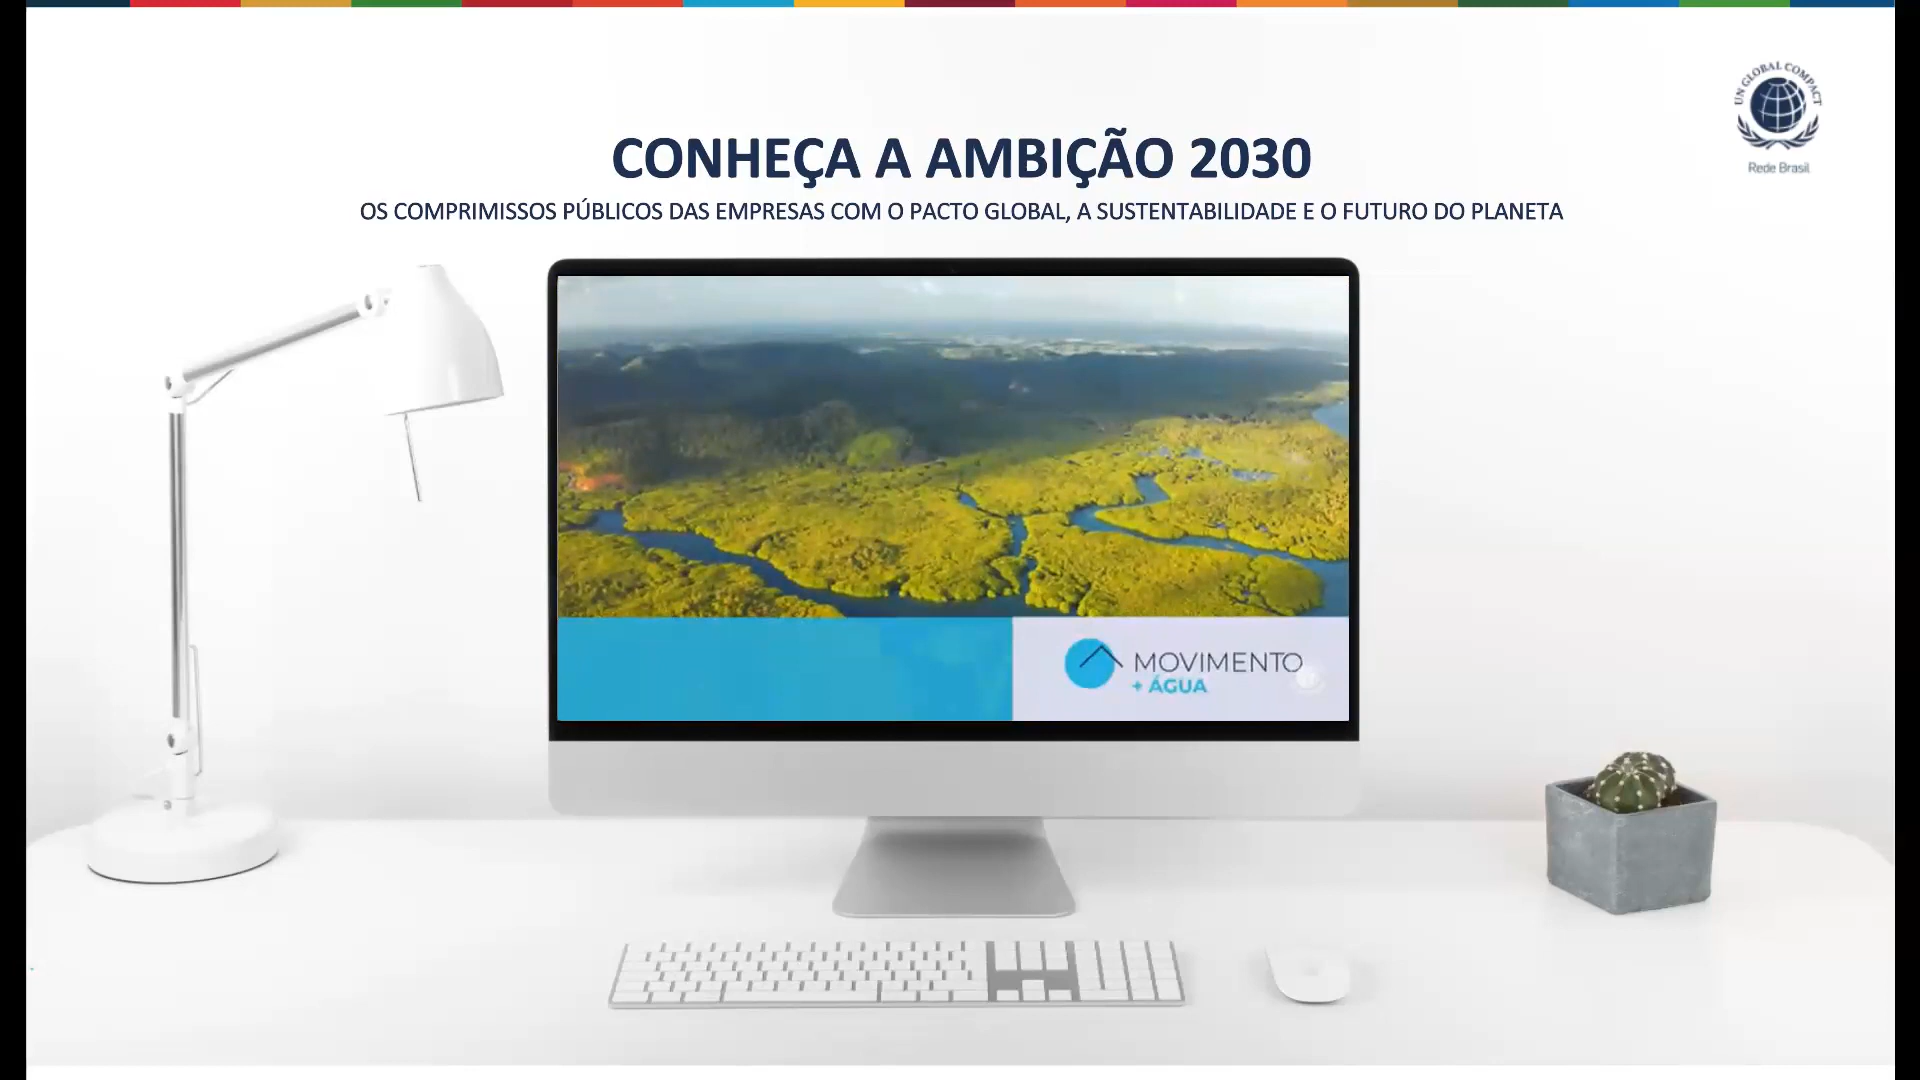 UN GLOBAL COMPACT
Rede Brasil
CONHEÇA A AMBIÇÃO 2030
OS COMPRIMISSOS PÚBLICOS DAS EMPRESAS COM O PACTO GLOBAL, A SUSTENTABILIDADE E O FUTURO DO PLANETA
MOVIMENTO
+ ÁGUA